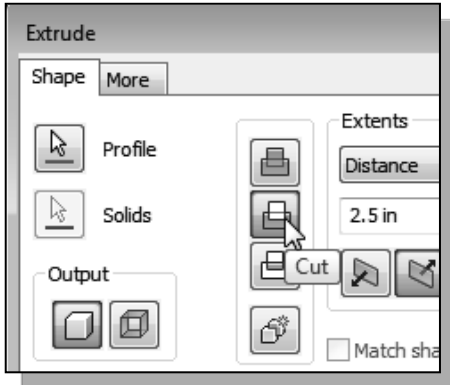 Extrude
Shape More
Extents
Profile
Distance
Solids
2.5 in
Cut
Output
Match sha